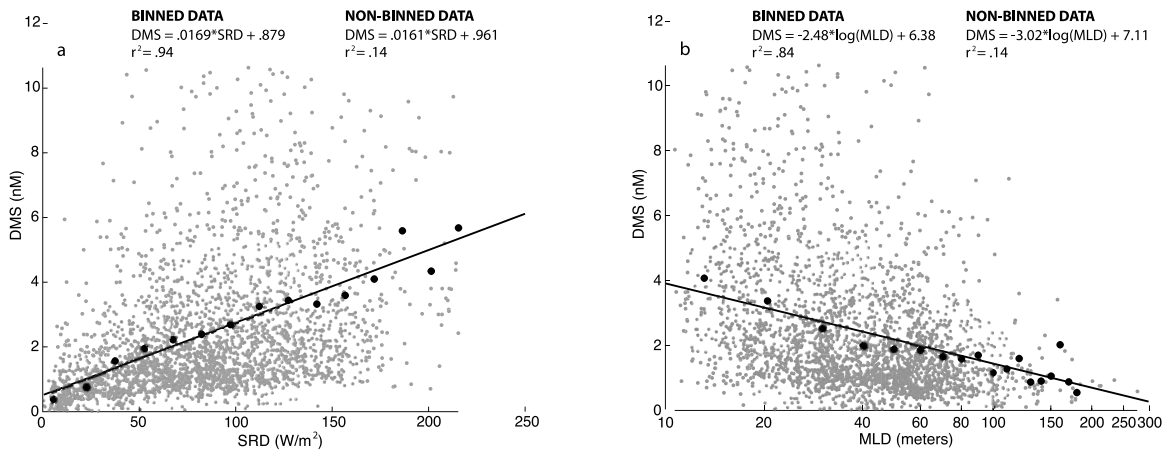 BINNED DATA
DMS = .0169*SRD + .879
r² = .94
NON-BINNED DATA
DMS = .0161*SRD + .961
r² = .14
a
12
10
8
6
4
2
0
DMS (nM)
0 50 100 150 200 250
SRD (W/m²)
BINNED DATA
DMS = -2.48*log(MLD) + 6.38
r² = .84
NON-BINNED DATA
DMS = -3.02*log(MLD) + 7.11
r² = .14
b
12
10
8
6
4
2
0
DMS (nM)
10 20 40 60 80 100 150 200 250 300
MLD (meters)